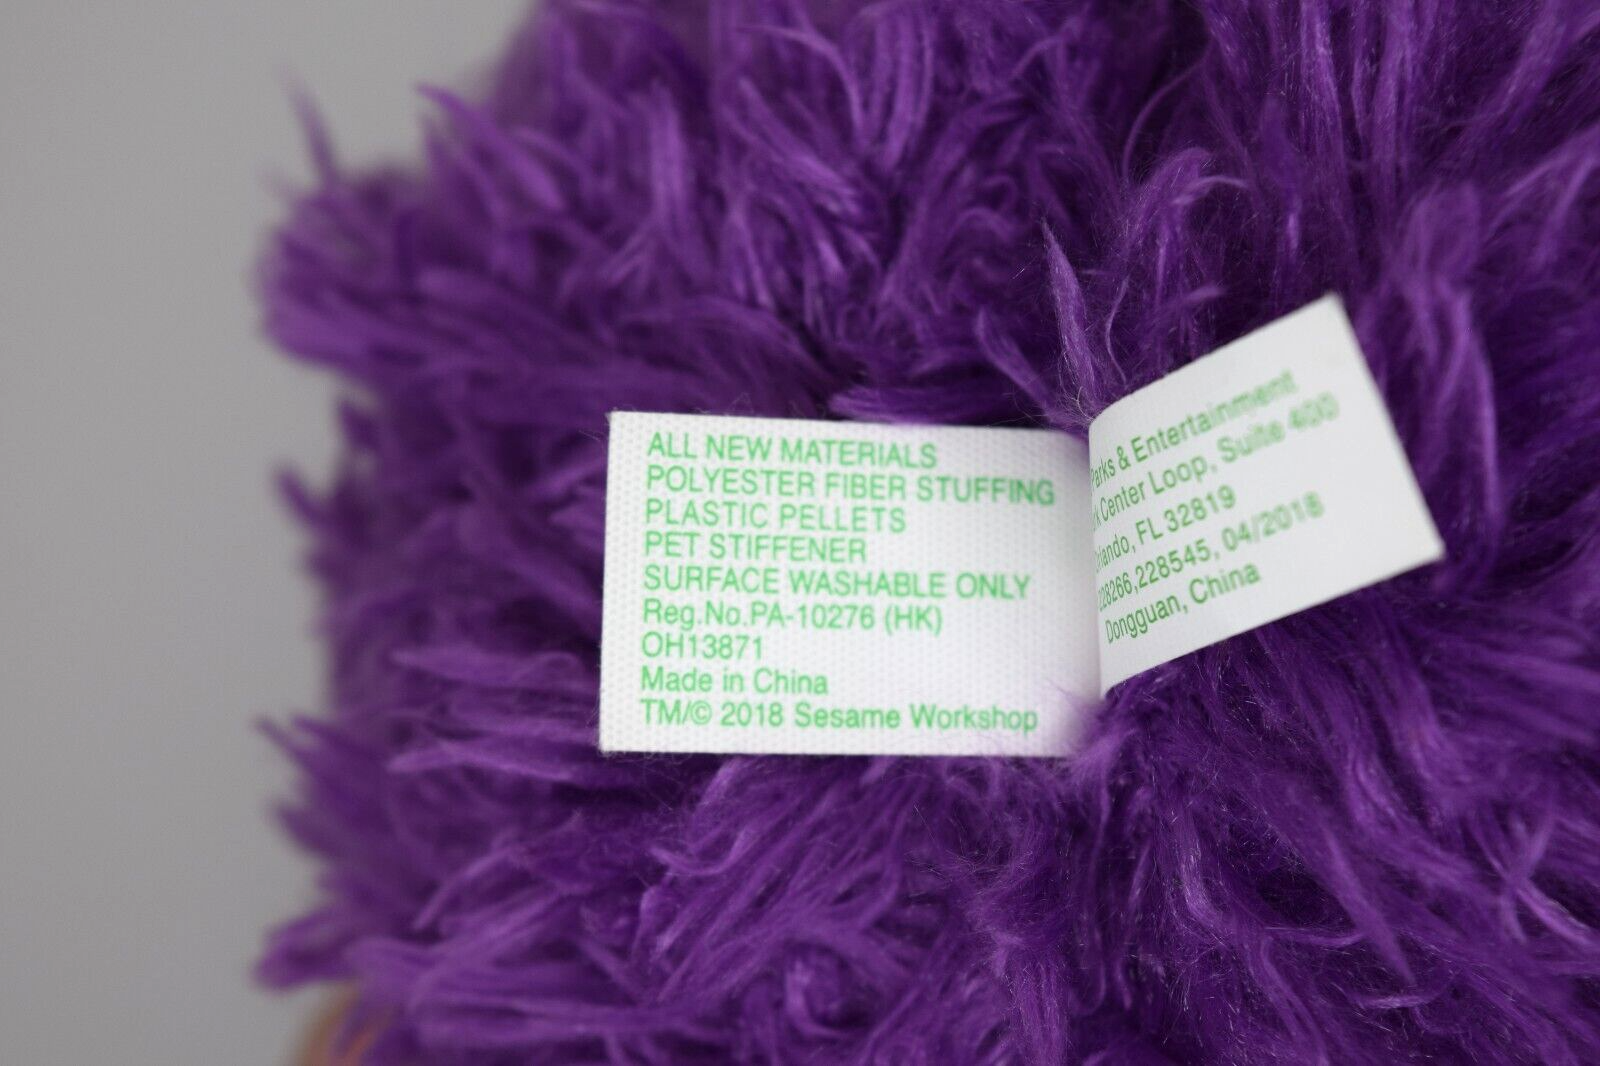 ALL NEW MATERIALS
POLYESTER FIBER STUFFING
PLASTIC PELLETS
PET STIFFENER
SURFACE WASHABLE ONLY
Reg.No.PA-10276 (HK)
OH13871
Made in China
TM/© 2018 Sesame Workshop
Parks & Entertainment
rk Center Loop, Suite 400
Orlando, FL 32819
228266,228545, 04/2018
Dongguan, China